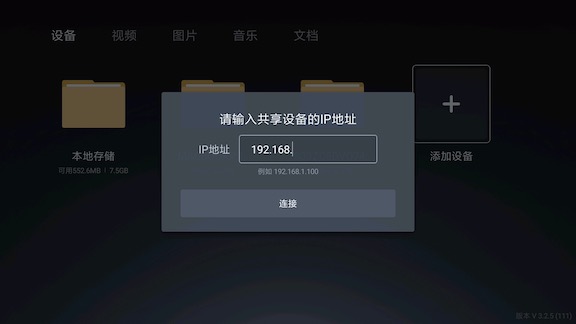 设备 视频 图片 音乐 文档
请输入共享设备的IP地址
IP地址 192.168.
例如 192.168.1.100
连接
本地存储
可用552.6MB / 7.5GB
添加设备
版本 V 3.2.5 (111)